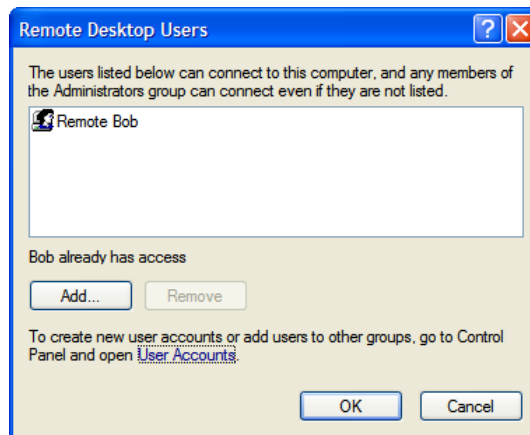 Remote Desktop Users
The users listed below can connect to this computer, and any members of
the Administrators group can connect even if they are not listed.
Remote Bob
Bob already has access
Add...
Remove
To create new user accounts or add users to other groups, go to Control
Panel and open User Accounts.
OK
Cancel